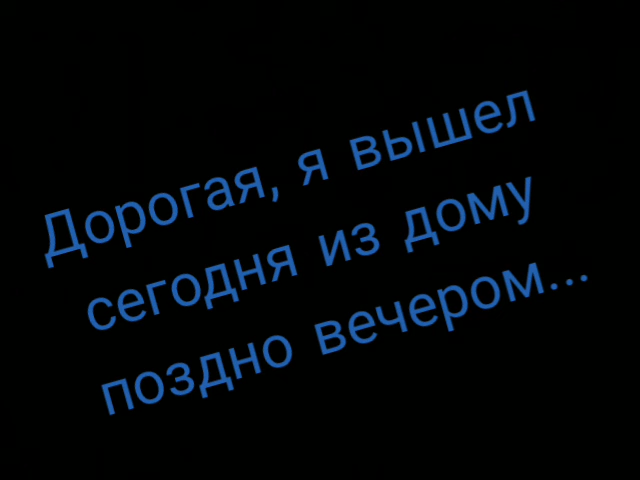 Дорогая, я вышел
сегодня из дому
поздно вечером...